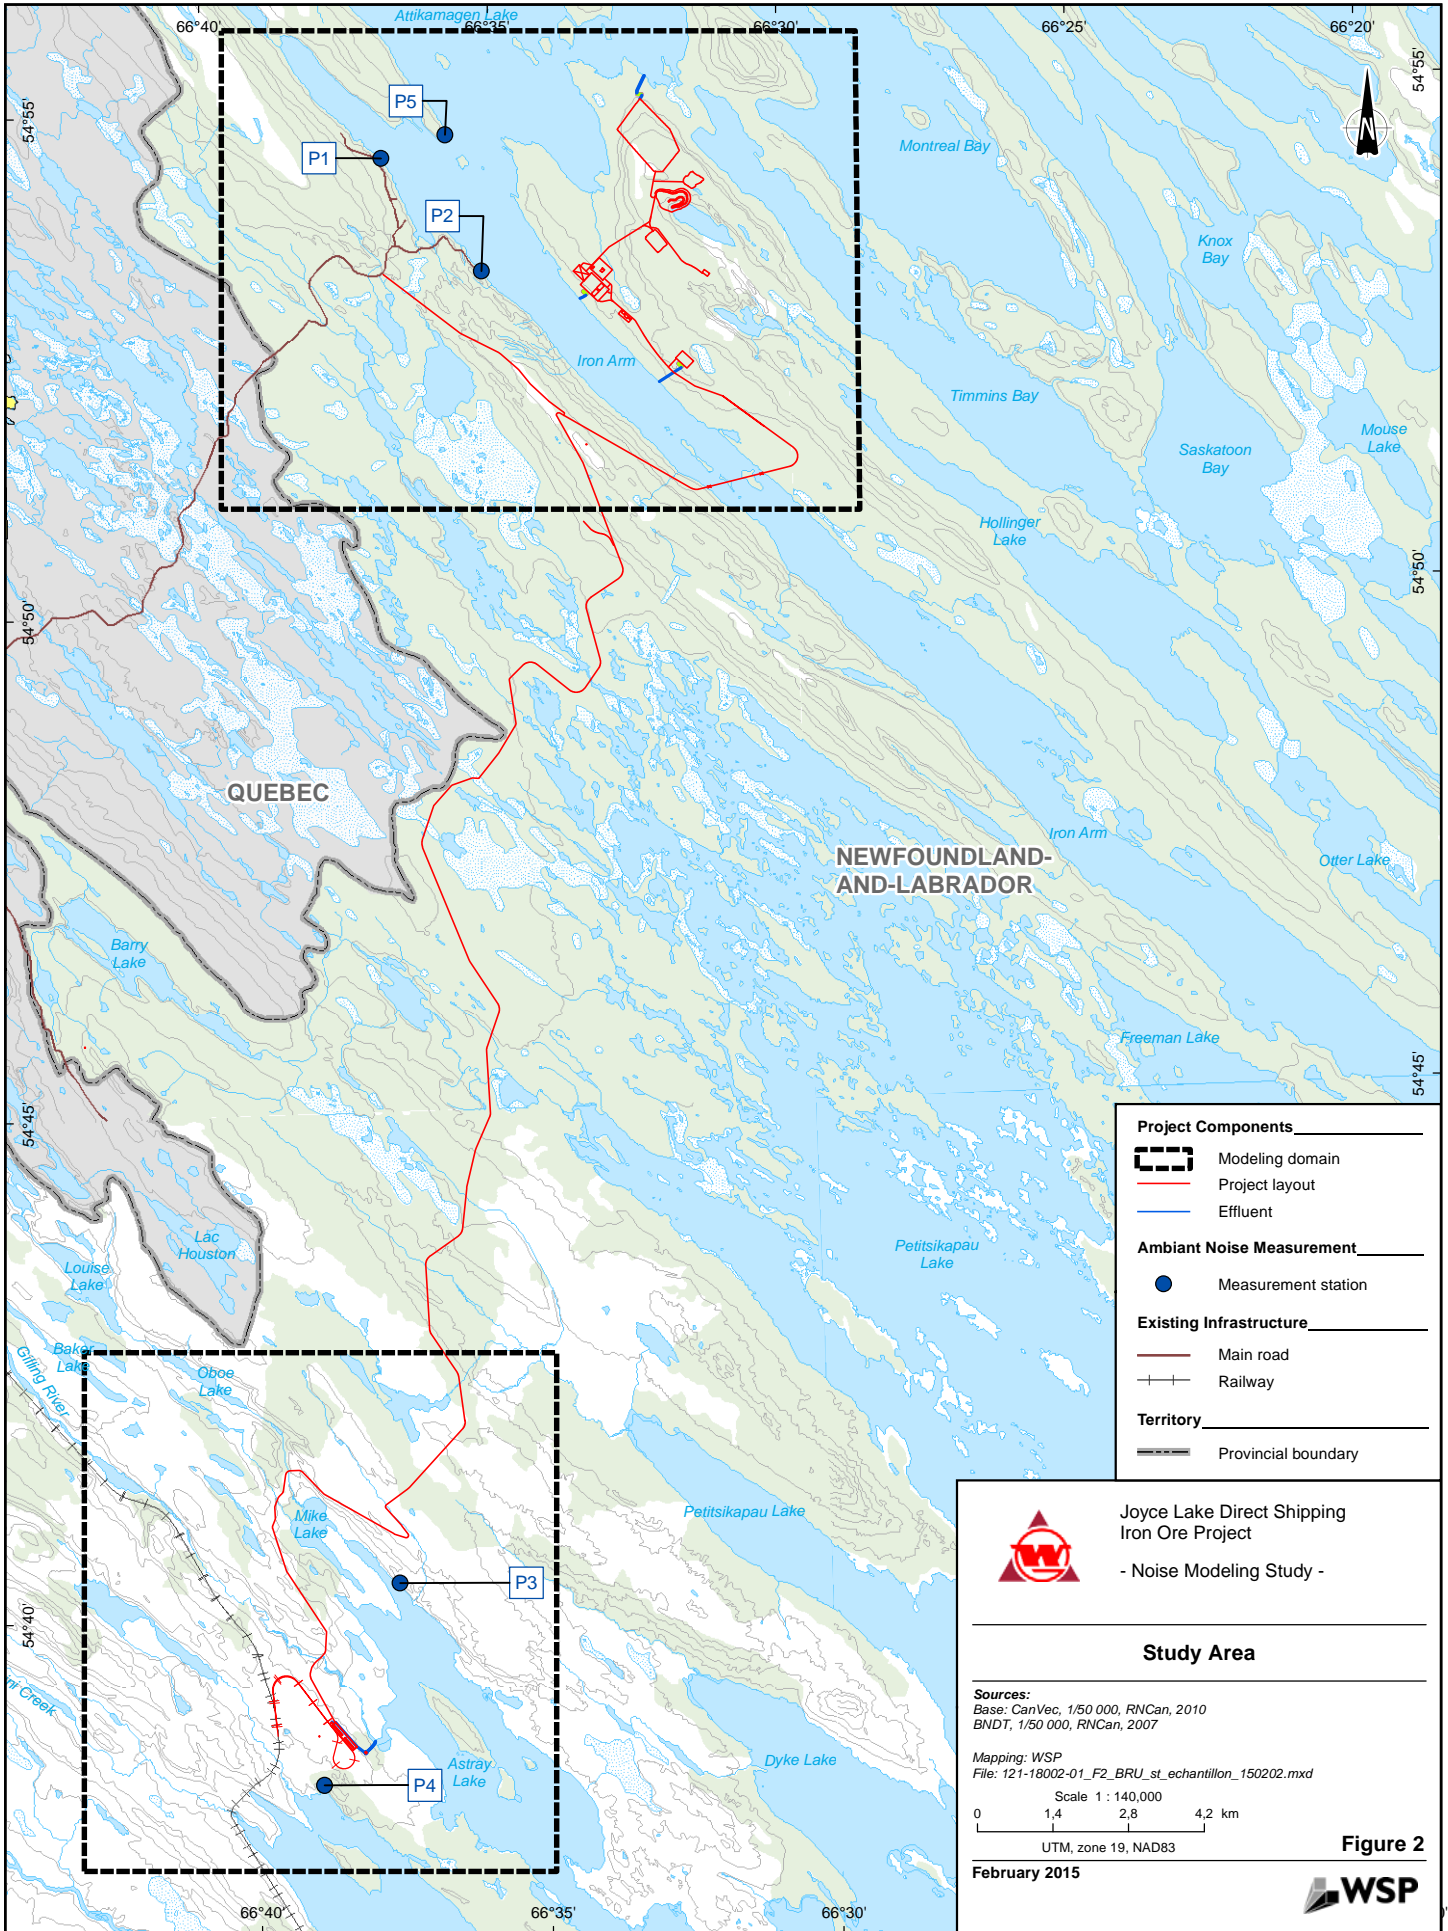 Attikamagen Lake
66°40'
66°35'
66°30'
66°25'
66°20'
54°55'
54°55'
P5
P1
P2
N
Montreal Bay
Knox
Bay
Iron Arm
Timmins Bay
Mouse
Lake
Saskatoon
Bay
Hollinger
Lake
54°50'
54°50'
QUEBEC
NEWFOUNDLAND-
AND-LABRADOR
Iron Arm
Otter Lake
Barry
Lake
Freeman Lake
54°45'
54°45'
Lac
Houston
Louise
Lake
Petitsikapau
Lake
Baker
Lake
Gilling River
Oboe
Lake
Mike
Lake
Petitsikapau Lake
P3
54°40'
Creek
Astray
Lake
P4
Dyke Lake
66°40'
66°35'
66°30'
Project Components
Modeling domain
Project layout
Effluent
Ambiant Noise Measurement
Measurement station
Existing Infrastructure
Main road
Railway
Territory
Provincial boundary
Joyce Lake Direct Shipping
Iron Ore Project
- Noise Modeling Study -
Study Area
Sources:
Base: CanVec, 1/50 000, RNCan, 2010
BNDT, 1/50 000, RNCan, 2007
Mapping: WSP
File: 121-18002-01_F2_BRU_st_echantillon_150202.mxd
Scale 1 : 140,000
0 1,4 2,8 4,2 km
UTM, zone 19, NAD83
Figure 2
February 2015
WSP